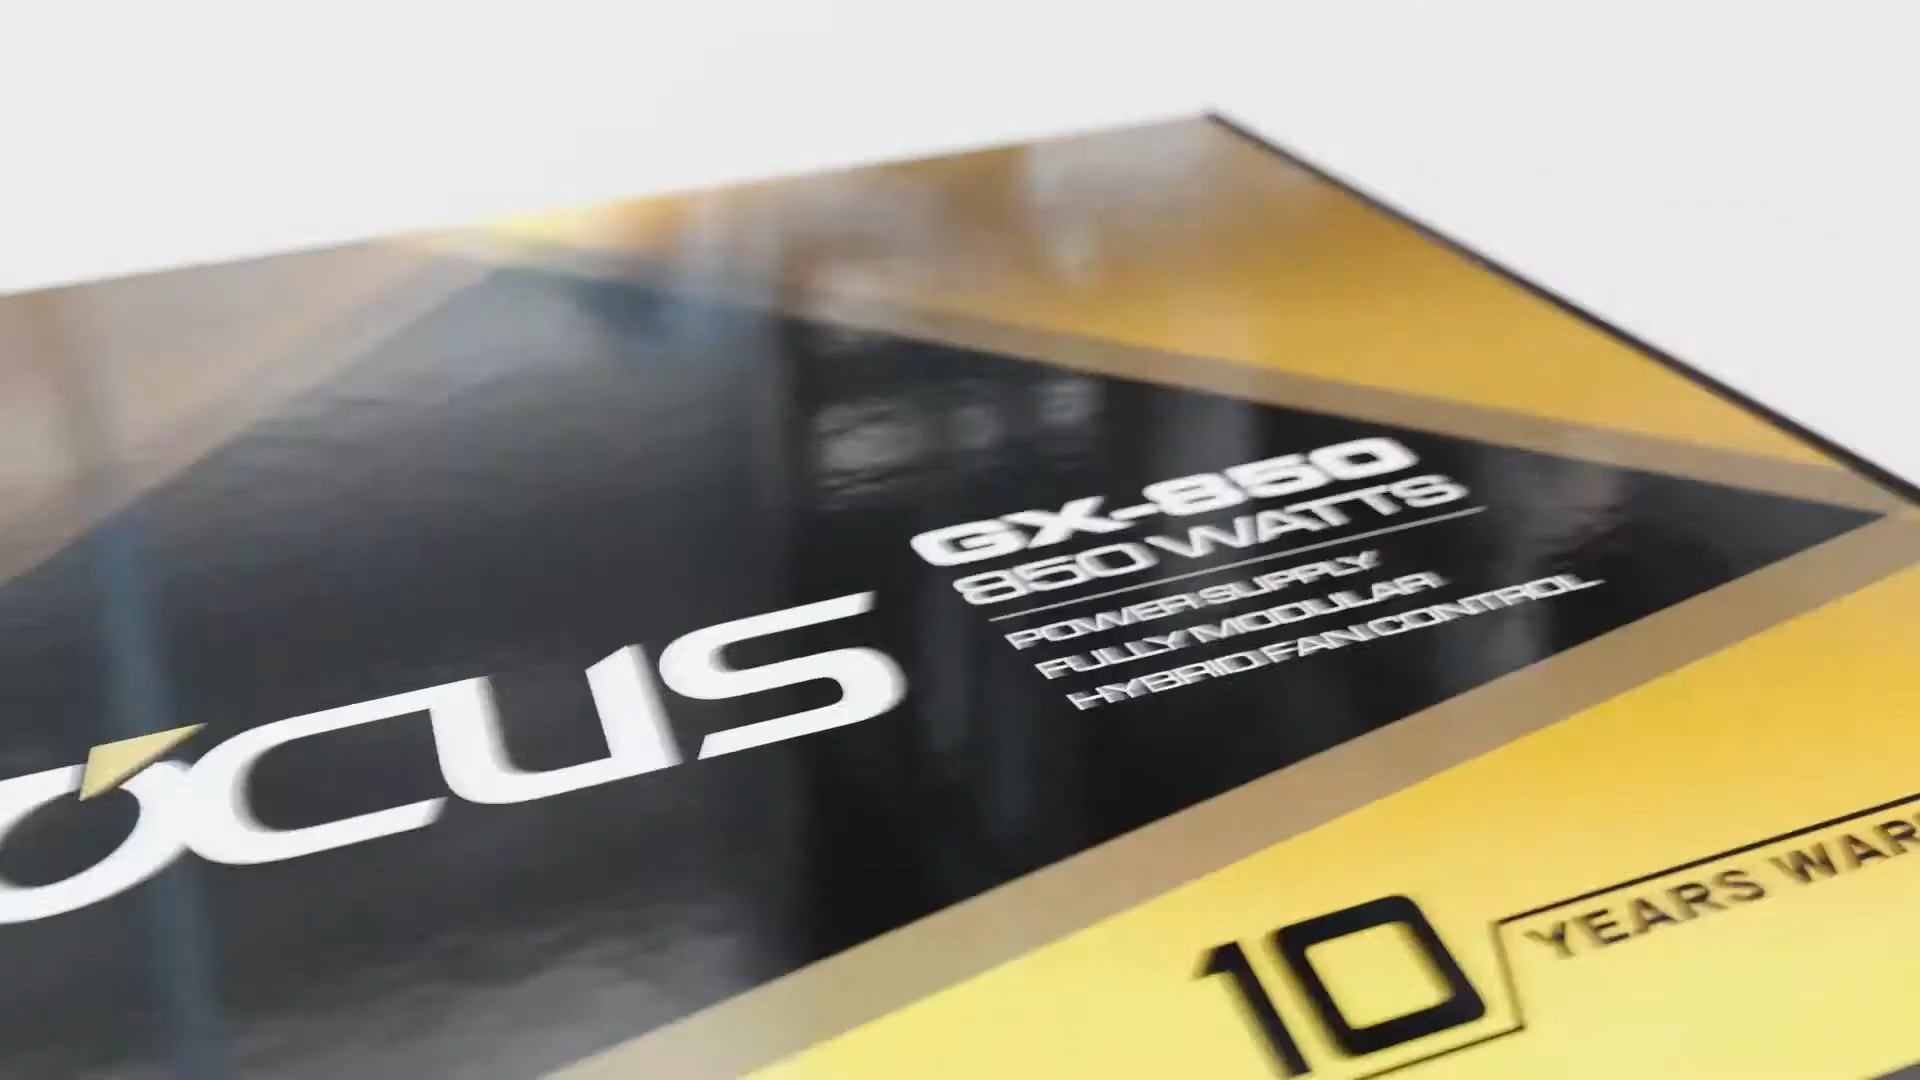 OCUS
GX-850
850 WATTS
POWER SUPPLY
FULLY MODULAR
HYBRID FAN CONTROL
10 YEARS WAR